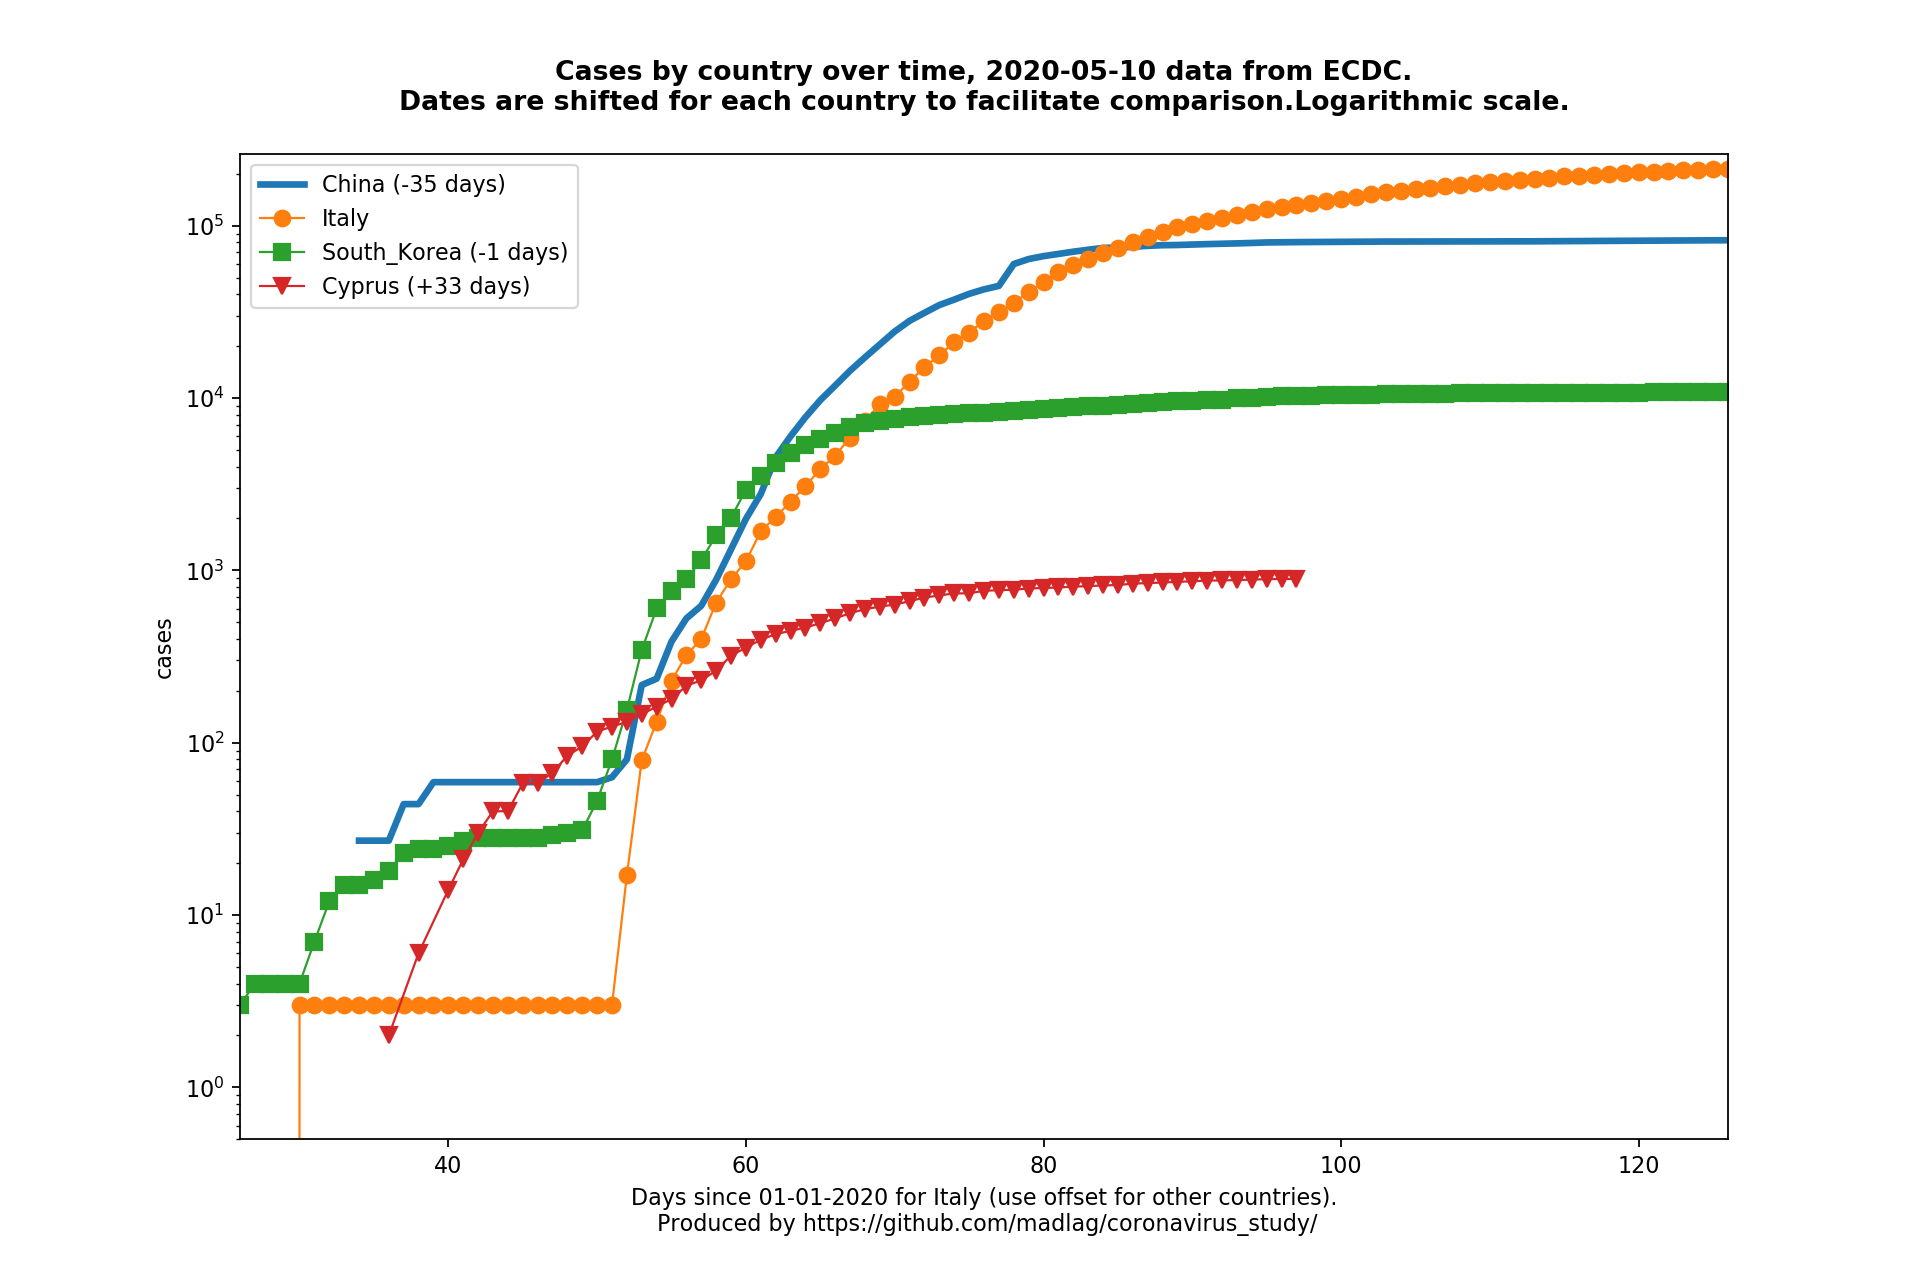 Cases by country over time, 2020-05-10 data from ECDC.
Dates are shifted for each country to facilitate comparison.Logarithmic scale.
China (-35 days)
Italy
South_Korea (-1 days)
Cyprus (+33 days)
cases
10^5
10^4
10^3
10^2
10^1
10^0
40 60 80 100 120
Days since 01-01-2020 for Italy (use offset for other countries).
Produced by https://github.com/madlag/coronavirus_study/